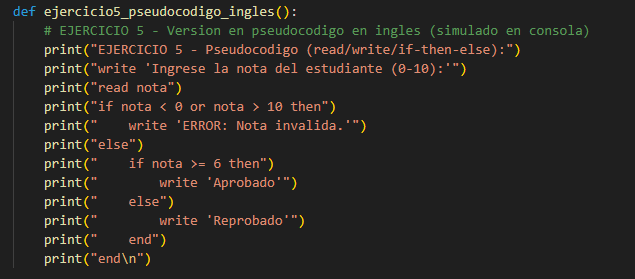 def ejercicio5_pseudocodigo_ingles():
    # EJERCICIO 5 - Version en pseudocodigo en ingles (simulado en consola)
    print("EJERCICIO 5 - Pseudocodigo (read/write/if-then-else):")
    print("write 'Ingrese la nota del estudiante (0-10):'")
    print("read nota")
    print("if nota < 0 or nota > 10 then")
    print("    write 'ERROR: Nota invalida.'")
    print("else")
    print("    if nota >= 6 then")
    print("        write 'Aprobado'")
    print("    else")
    print("        write 'Reprobado'")
    print("    end")
    print("end\n")